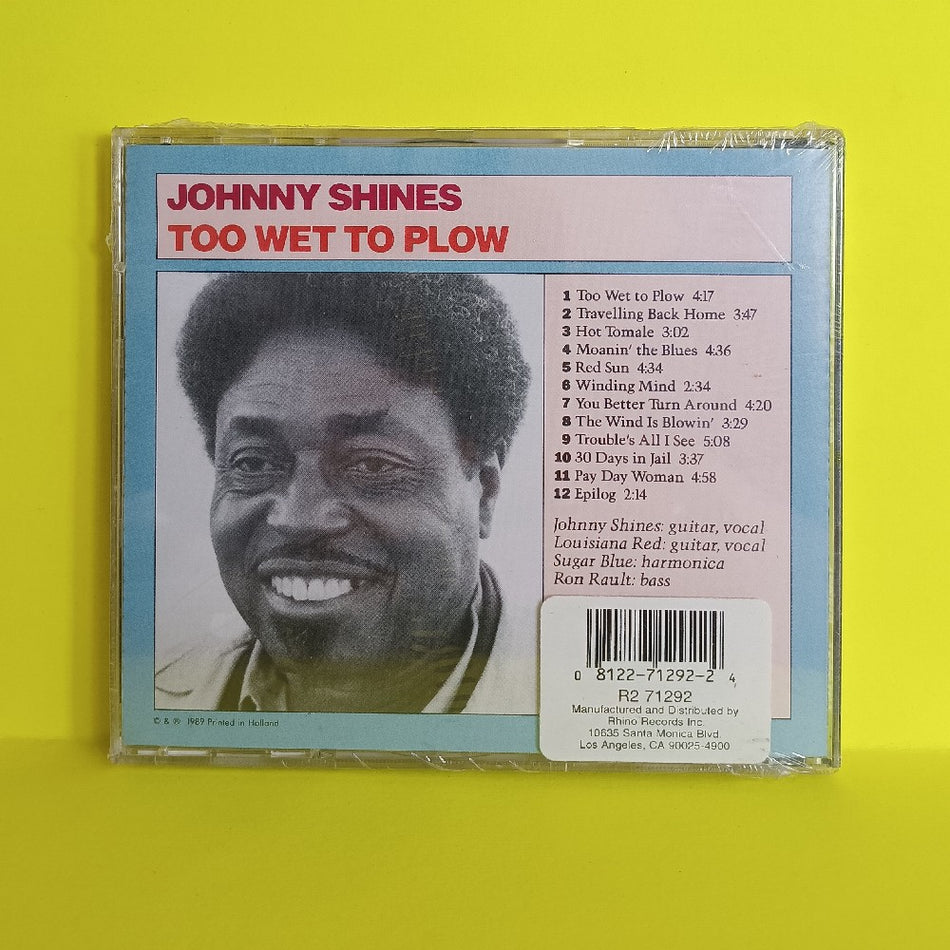 JOHNNY SHINES
TOO WET TO PLOW
1 Too Wet to Plow 4:17
2 Travelling Back Home 3:47
3 Hot Tomale 3:02
4 Moanin' the Blues 4:36
5 Red Sun 4:34
6 Winding Mind 2:34
7 You Better Turn Around 4:20
8 The Wind Is Blowin' 3:29
9 Trouble's All I See 5:08
10 30 Days in Jail 3:37
11 Pay Day Woman 4:58
12 Epilog 2:14
Johnny Shines: guitar, vocal
Louisiana Red: guitar, vocal
Sugar Blue: harmonica
Ron Rault: bass
0 8122-71292-2 4
R2 71292
Manufactured and Distributed by
Rhino Records Inc.
10635 Santa Monica Blvd.
Los Angeles, CA 90025-4900
© & ℗ 1989 Printed in Holland